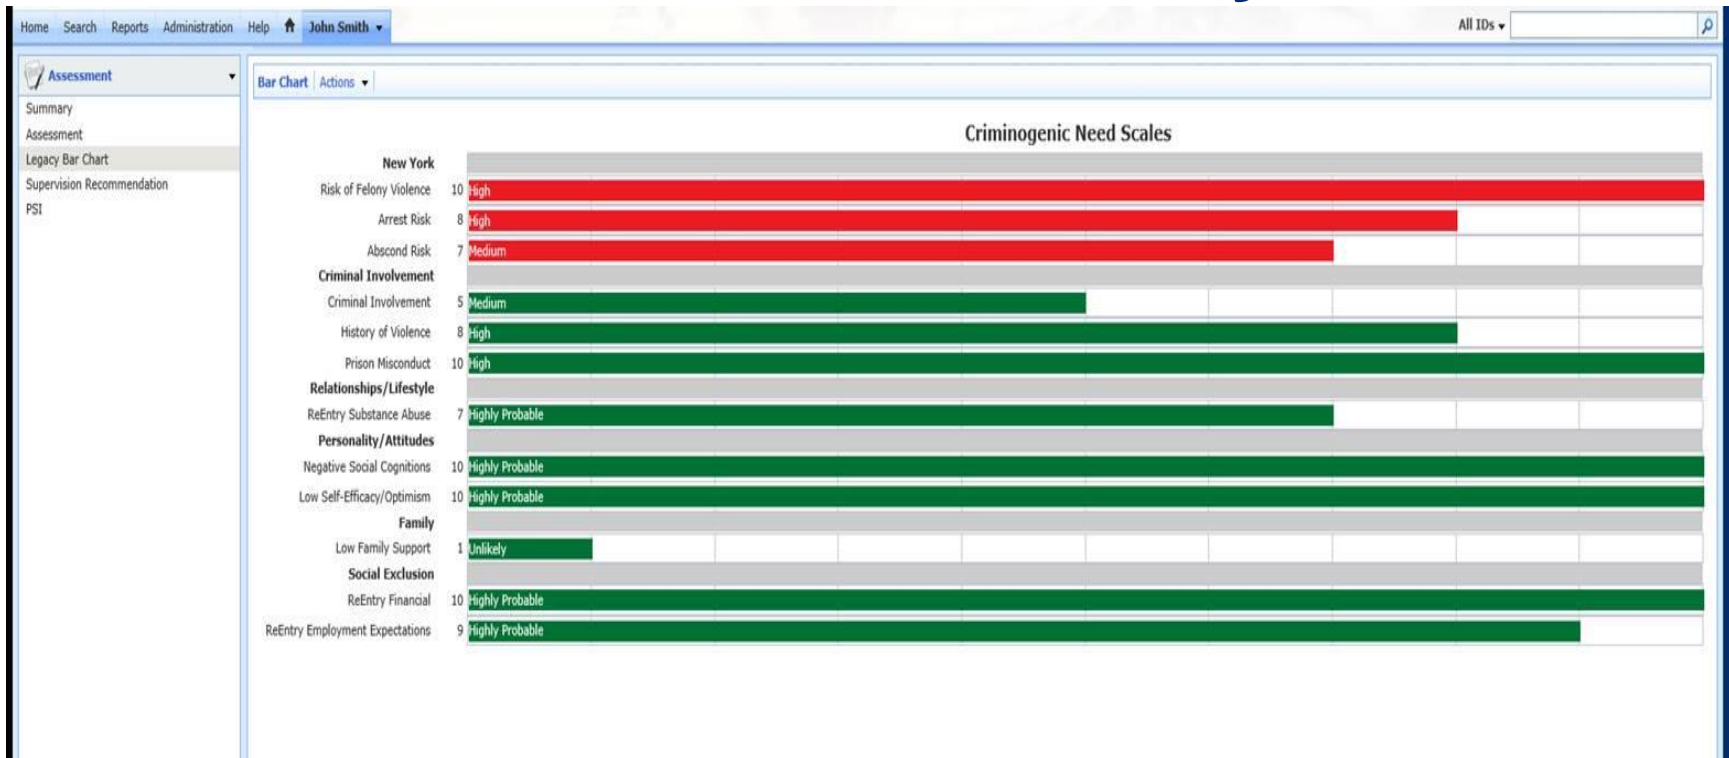 Home Search Reports Administration Help John Smith All IDs
Assessment
Summary
Assessment
Legacy Bar Chart
Supervision Recommendation
PSI
Bar Chart Actions
Criminogenic Need Scales
New York
Risk of Felony Violence 10 High
Arrest Risk 8 High
Abscond Risk 7 Medium
Criminal Involvement
Criminal Involvement 5 Medium
History of Violence 8 High
Prison Misconduct 10 High
Relationships/Lifestyle
ReEntry Substance Abuse 7 Highly Probable
Personality/Attitudes
Negative Social Cognitions 10 Highly Probable
Low Self-Efficacy/Optimism 10 Highly Probable
Family
Low Family Support 1 Unlikely
Social Exclusion
ReEntry Financial 10 Highly Probable
ReEntry Employment Expectations 9 Highly Probable